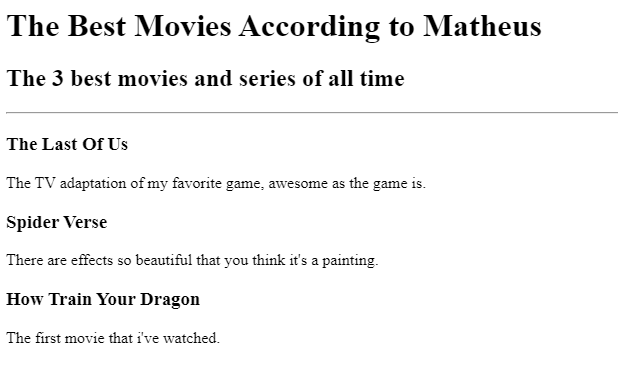 The Best Movies According to Matheus
The 3 best movies and series of all time
The Last Of Us
The TV adaptation of my favorite game, awesome as the game is.
Spider Verse
There are effects so beautiful that you think it's a painting.
How Train Your Dragon
The first movie that i've watched.